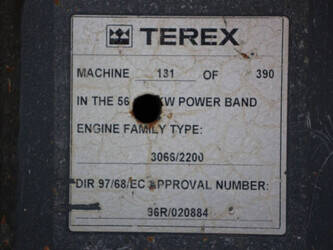 TEREX
MACHINE 131 OF 390
IN THE 56 KW POWER BAND
ENGINE FAMILY TYPE:
3066/2200
DIR 97/68/EC APPROVAL NUMBER:
96R/020884